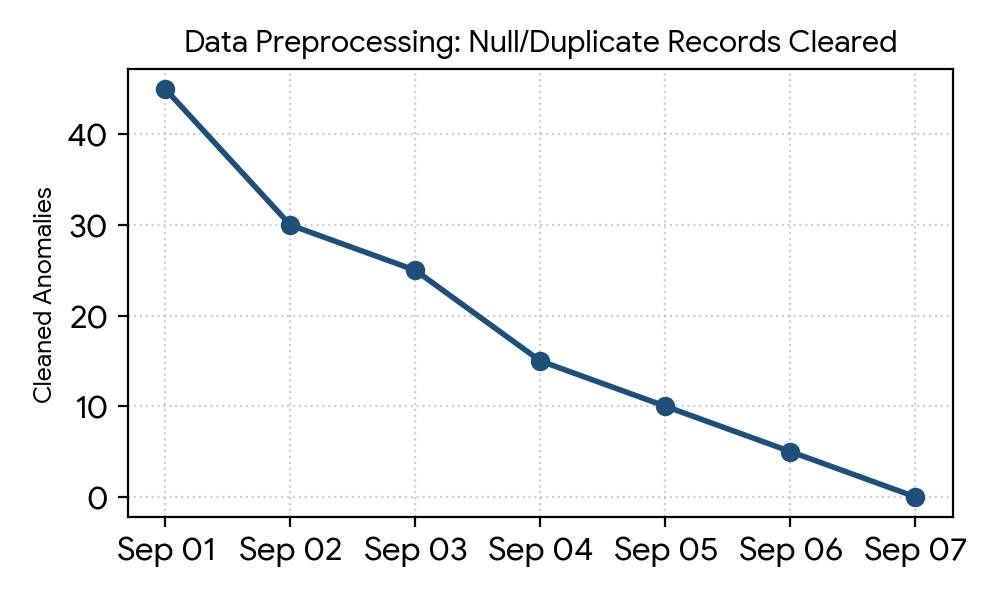 Data Preprocessing: Null/Duplicate Records Cleared
Cleaned Anomalies
40
30
20
10
0
Sep 01 Sep 02 Sep 03 Sep 04 Sep 05 Sep 06 Sep 07